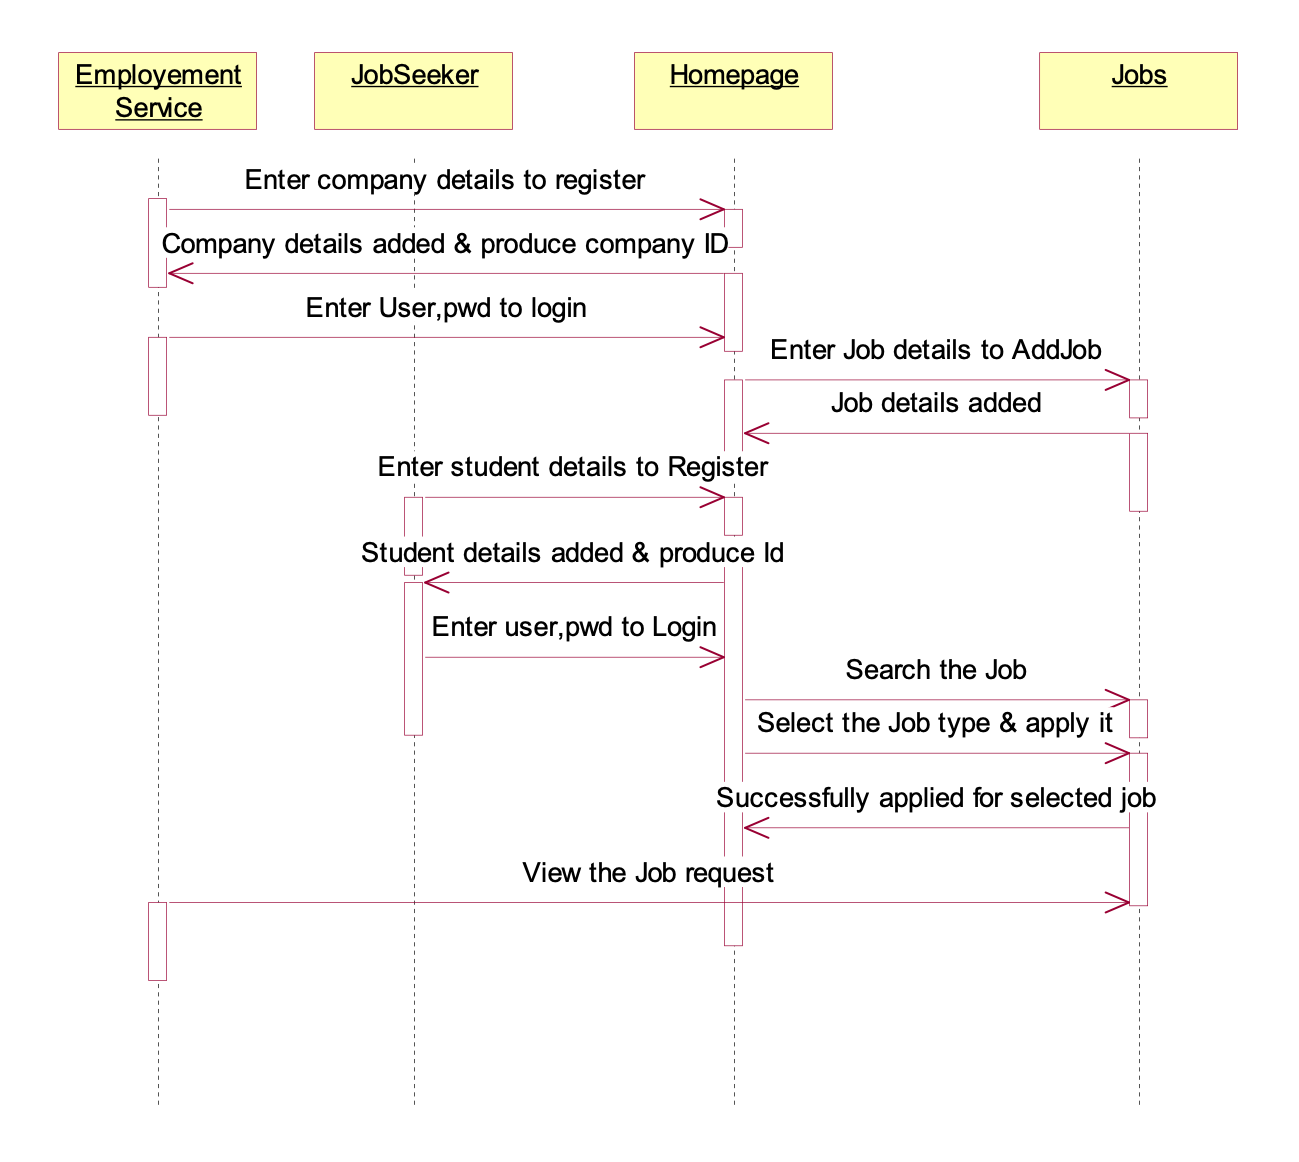 Employement
Service
JobSeeker
Homepage
Jobs
Enter company details to register
Company details added & produce company ID
Enter User,pwd to login
Enter Job details to AddJob
Job details added
Enter student details to Register
Student details added & produce Id
Enter user,pwd to Login
Search the Job
Select the Job type & apply it
Successfully applied for selected job
View the Job request